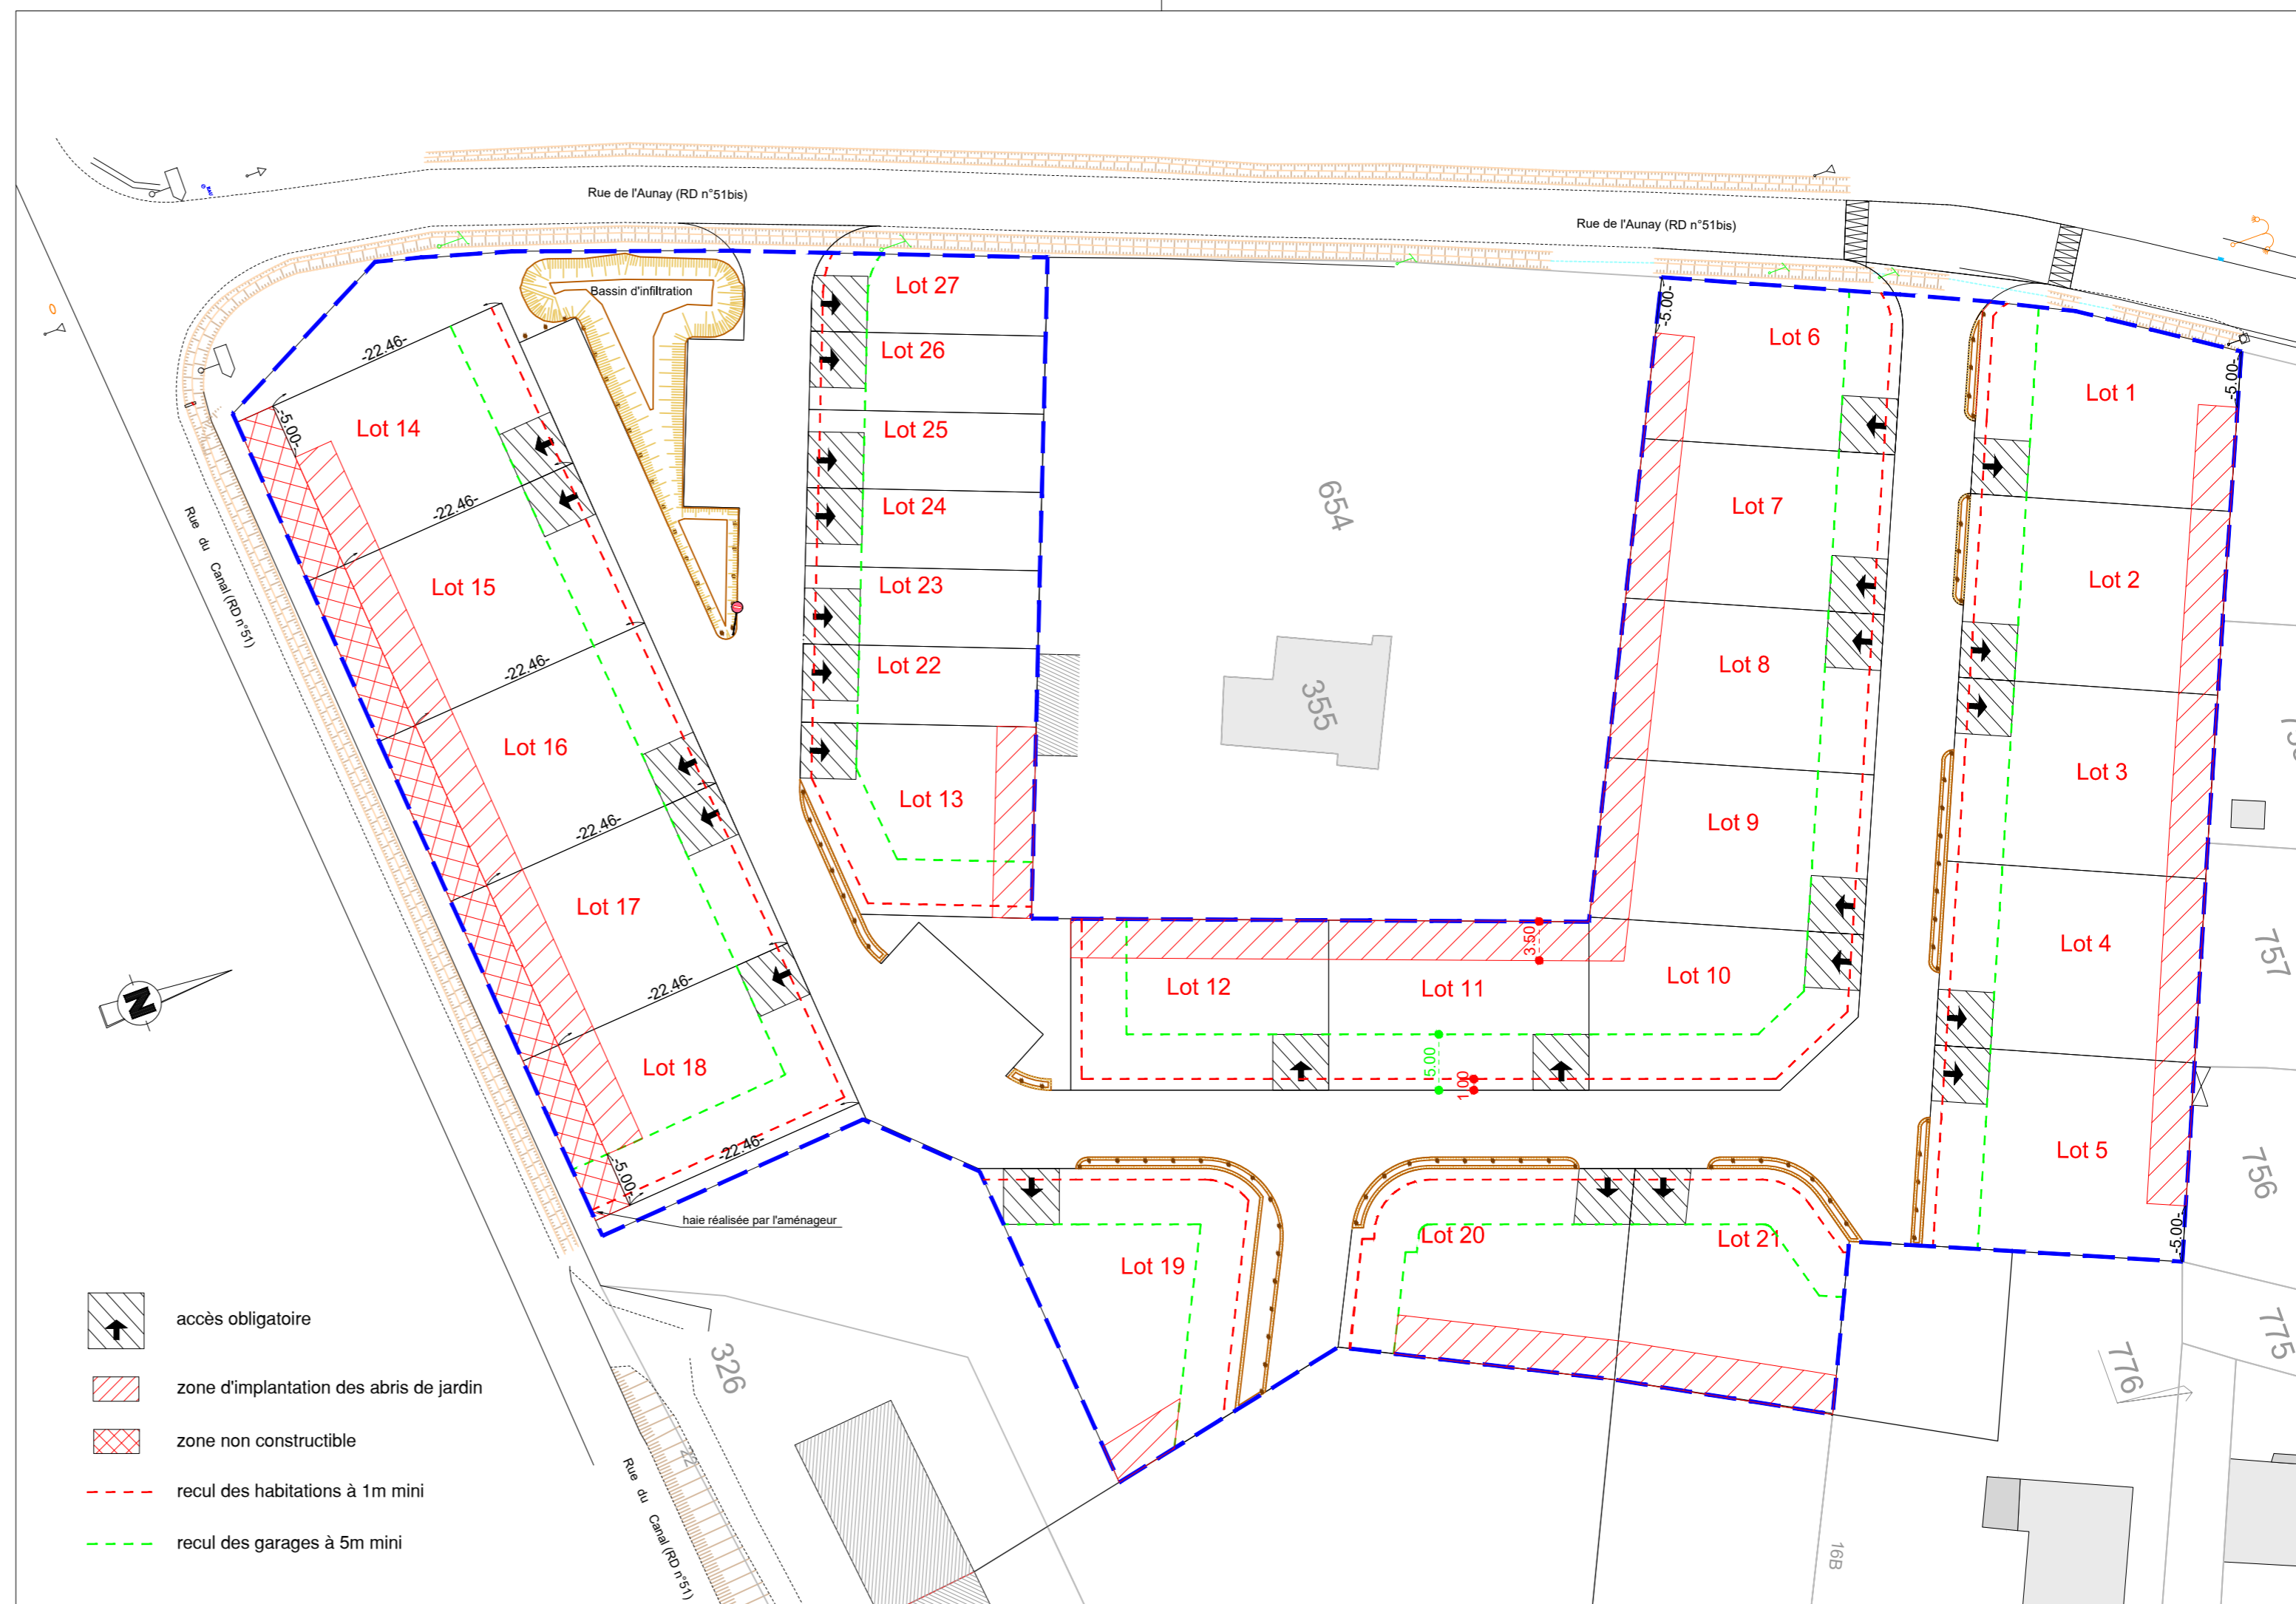 Rue de l'Aunay (RD n°51bis)
Rue de l'Aunay (RD n°51bis)
Bassin d'infiltration
Lot 27
Lot 26
Lot 25
Lot 24
Lot 23
Lot 22
Lot 13
Lot 14
Lot 15
Lot 16
Lot 17
Lot 18
-22.46-
-22.46-
-22.46-
-22.46-
-22.46-
-22.46-
-5.00-
-5.00-
Rue du Canal (RD n°51)
haie réalisée par l'aménageur
654
355
Lot 6
Lot 7
Lot 8
Lot 9
Lot 10
Lot 11
Lot 12
-5.00-
3.50
5.00
1.00
Lot 1
Lot 2
Lot 3
Lot 4
Lot 5
-5.00-
-5.00-
757
756
775
776
Lot 19
Lot 20
Lot 21
16B
326
22
Rue du Canal (RD n°51)
N
accès obligatoire
zone d'implantation des abris de jardin
zone non constructible
recul des habitations à 1m mini
recul des garages à 5m mini